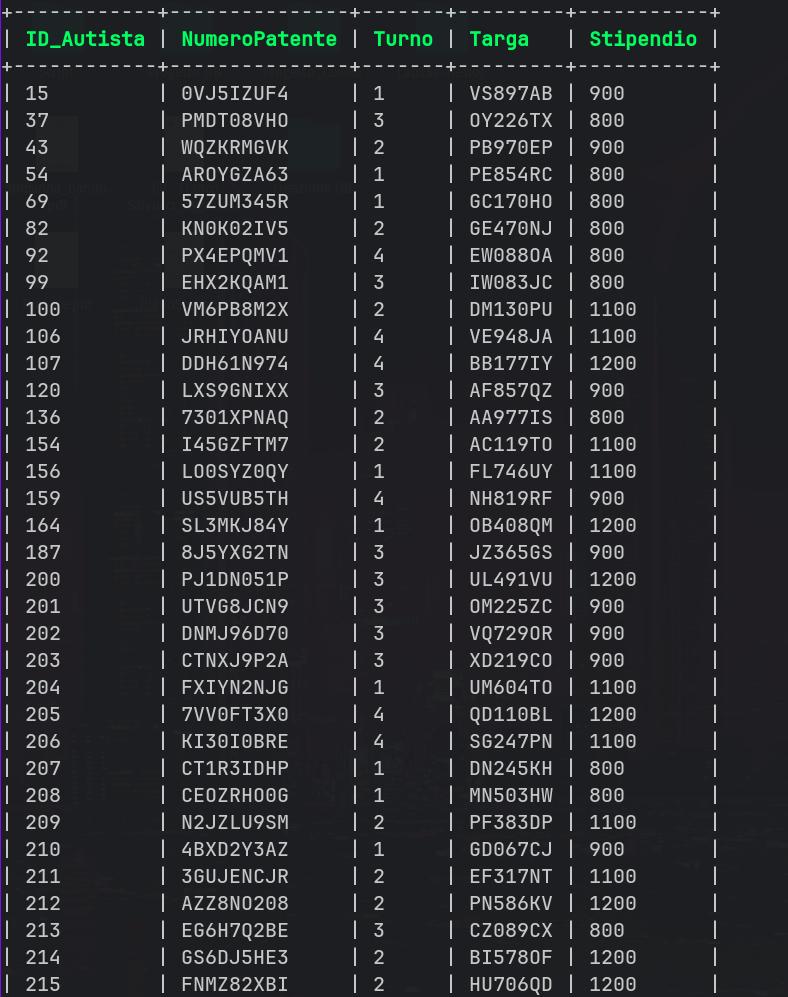 +------------+---------------+-------+---------+-----------+
| ID_Autista | NumeroPatente | Turno | Targa   | Stipendio |
+------------+---------------+-------+---------+-----------+
| 15         | 0VJ5IZUF4     | 1     | VS897AB | 900       |
| 37         | PMDT08VHO     | 3     | OY226TX | 800       |
| 43         | WQZKRMGVK     | 2     | PB970EP | 900       |
| 54         | AROYGZA63     | 1     | PE854RC | 800       |
| 69         | 57ZUM345R     | 1     | GC170HO | 800       |
| 82         | KN0K02IV5     | 2     | GE470NJ | 800       |
| 92         | PX4EPQMV1     | 4     | EW088OA | 800       |
| 99         | EHX2KQAM1     | 3     | IW083JC | 800       |
| 100        | VM6PB8M2X     | 2     | DM130PU | 1100      |
| 106        | JRHIYOANU     | 4     | VE948JA | 1100      |
| 107        | DDH61N974     | 4     | BB177IY | 1200      |
| 120        | LXS9GNIXX     | 3     | AF857QZ | 900       |
| 136        | 7301XPNAQ     | 2     | AA977IS | 800       |
| 154        | I45GZFTM7     | 2     | AC119TO | 1100      |
| 156        | LO0SYZ0QY     | 1     | FL746UY | 1100      |
| 159        | US5VUB5TH     | 4     | NH819RF | 900       |
| 164        | SL3MKJ84Y     | 1     | OB408QM | 1200      |
| 187        | 8J5YXG2TN     | 3     | JZ365GS | 900       |
| 200        | PJ1DN051P     | 3     | UL491VU | 1200      |
| 201        | UTVG8JCN9     | 3     | OM225ZC | 900       |
| 202        | DNMJ96D70     | 3     | VQ729OR | 900       |
| 203        | CTNXJ9P2A     | 3     | XD219CO | 900       |
| 204        | FXIYN2NJG     | 1     | UM604TO | 1100      |
| 205        | 7VV0FT3X0     | 4     | QD110BL | 1200      |
| 206        | KI30I0BRE     | 4     | SG247PN | 1100      |
| 207        | CT1R3IDHP     | 1     | DN245KH | 800       |
| 208        | CEOZRHO0G     | 1     | MN503HW | 800       |
| 209        | N2JZLU9SM     | 2     | PF383DP | 1100      |
| 210        | 4BXD2Y3AZ     | 1     | GD067CJ | 900       |
| 211        | 3GUJENCJR     | 2     | EF317NT | 1100      |
| 212        | AZZ8NO208     | 2     | PN586KV | 1200      |
| 213        | EG6H7Q2BE     | 3     | CZ089CX | 800       |
| 214        | GS6DJ5HE3     | 2     | BI578OF | 1200      |
| 215        | FNMZ82XBI     | 2     | HU706QD | 1200      |